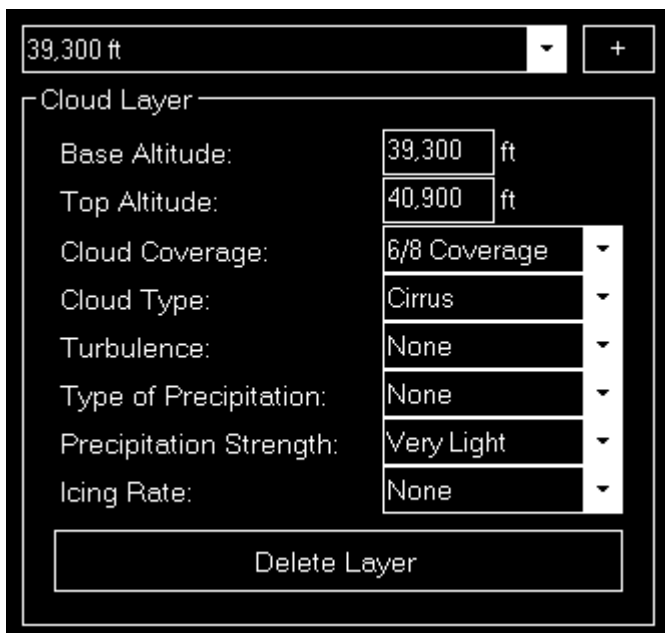 39,300 ft +
Cloud Layer
Base Altitude: 39,300 ft
Top Altitude: 40,900 ft
Cloud Coverage: 6/8 Coverage
Cloud Type: Cirrus
Turbulence: None
Type of Precipitation: None
Precipitation Strength: Very Light
Icing Rate: None
Delete Layer